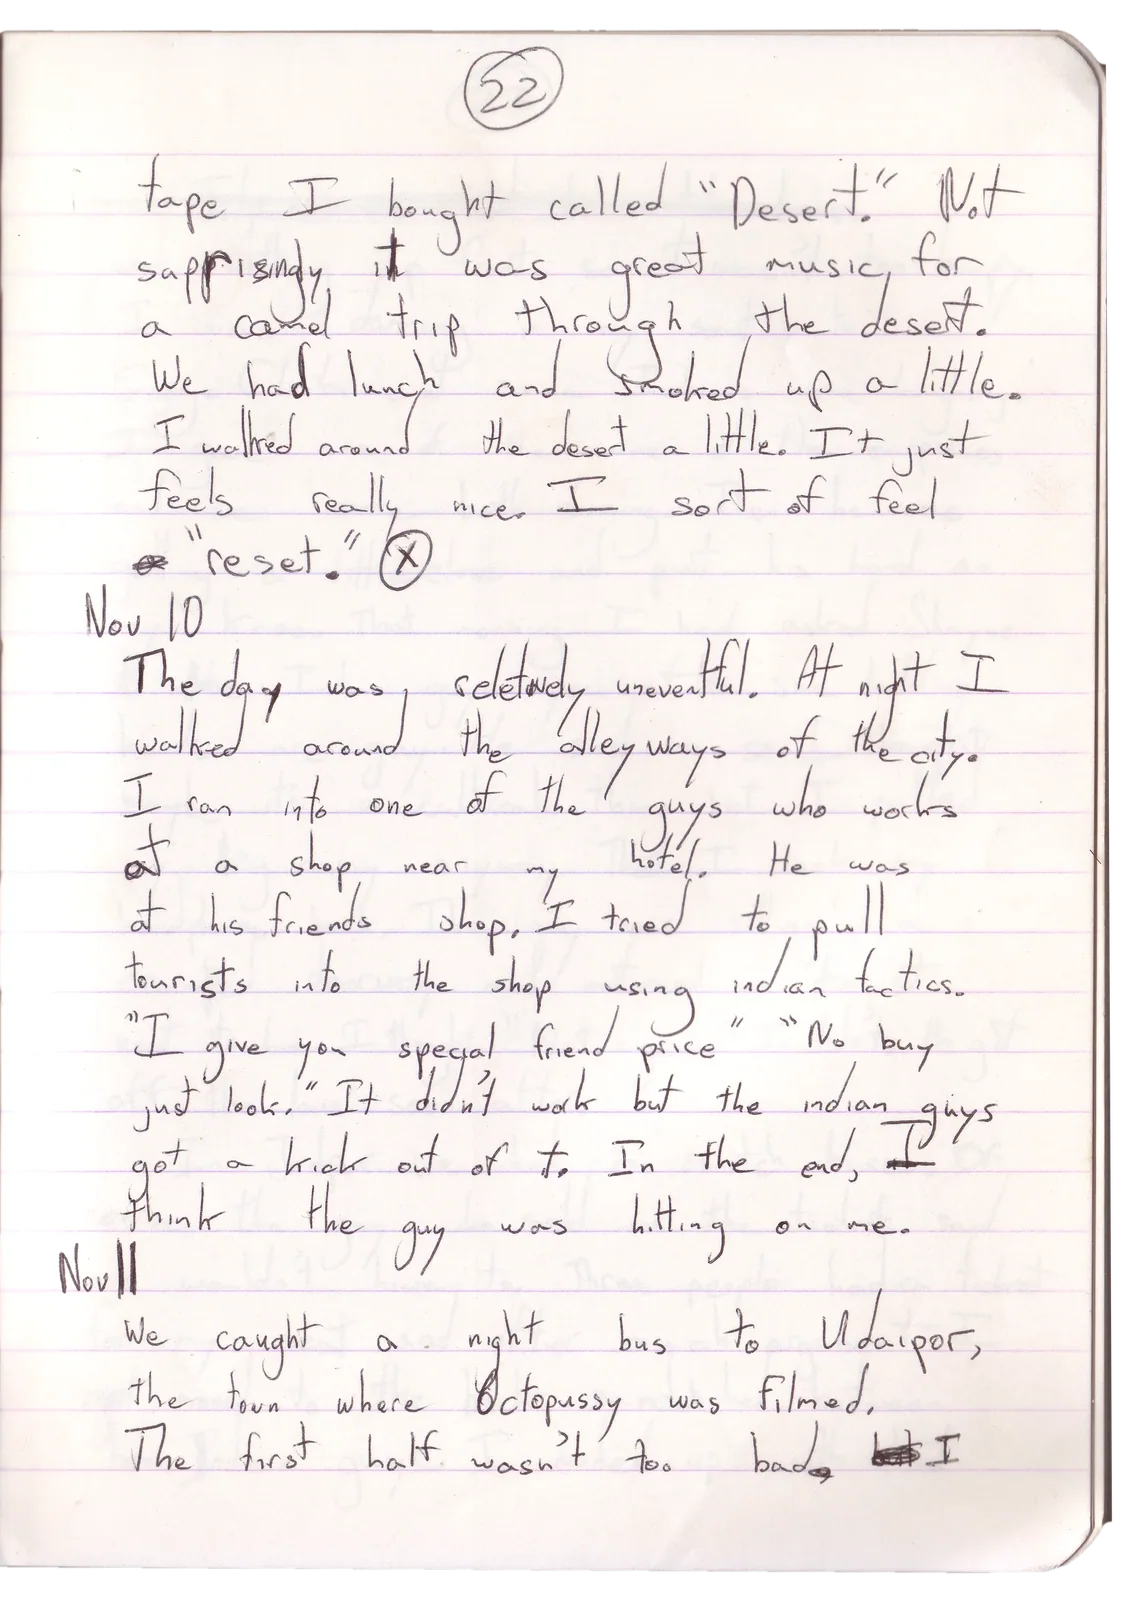 22
tape I bought called "Desert." Not
supprisingly it was great music for
a camel trip through the desert.
We had lunch and smoked up a little.
I walked around the desert a little. It just
feels really nice. I sort of feel
"reset." X
Nov 10
The day was reletively uneventful. At night I
walked around the alleyways of the city.
I ran into one of the guys who works
at a shop near my hotel. He was
at his friends shop. I tried to pull
tourists into the shop using indian tactics.
"I give you special friend price" "No buy
just look." It didn't work but the indian guys
got a kick out of it. In the end, I
think the guy was hitting on me.
Nov 11
We caught a night bus to Udaipor,
the town where Octopussy was filmed.
The first half wasn't too bad, I